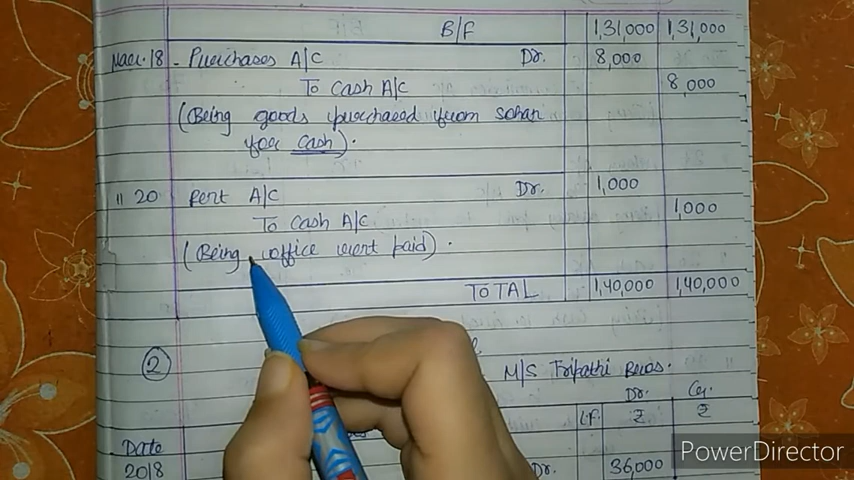 B/F 1,31,000 1,31,000
Mar. 18 - Purchases A/C Dr. 8,000
To Cash A/C 8,000
(Being goods purchased from Sohan
for cash).
" 20 Rent A/C Dr. 1,000
To Cash A/C 1,000
(Being office rent paid).
TOTAL 1,40,000 1,40,000
2
M/S Tripathi Bros.
Dr. Cr.
L.F. ₹ ₹
Date
2018 Dr. 36,000
PowerDirector